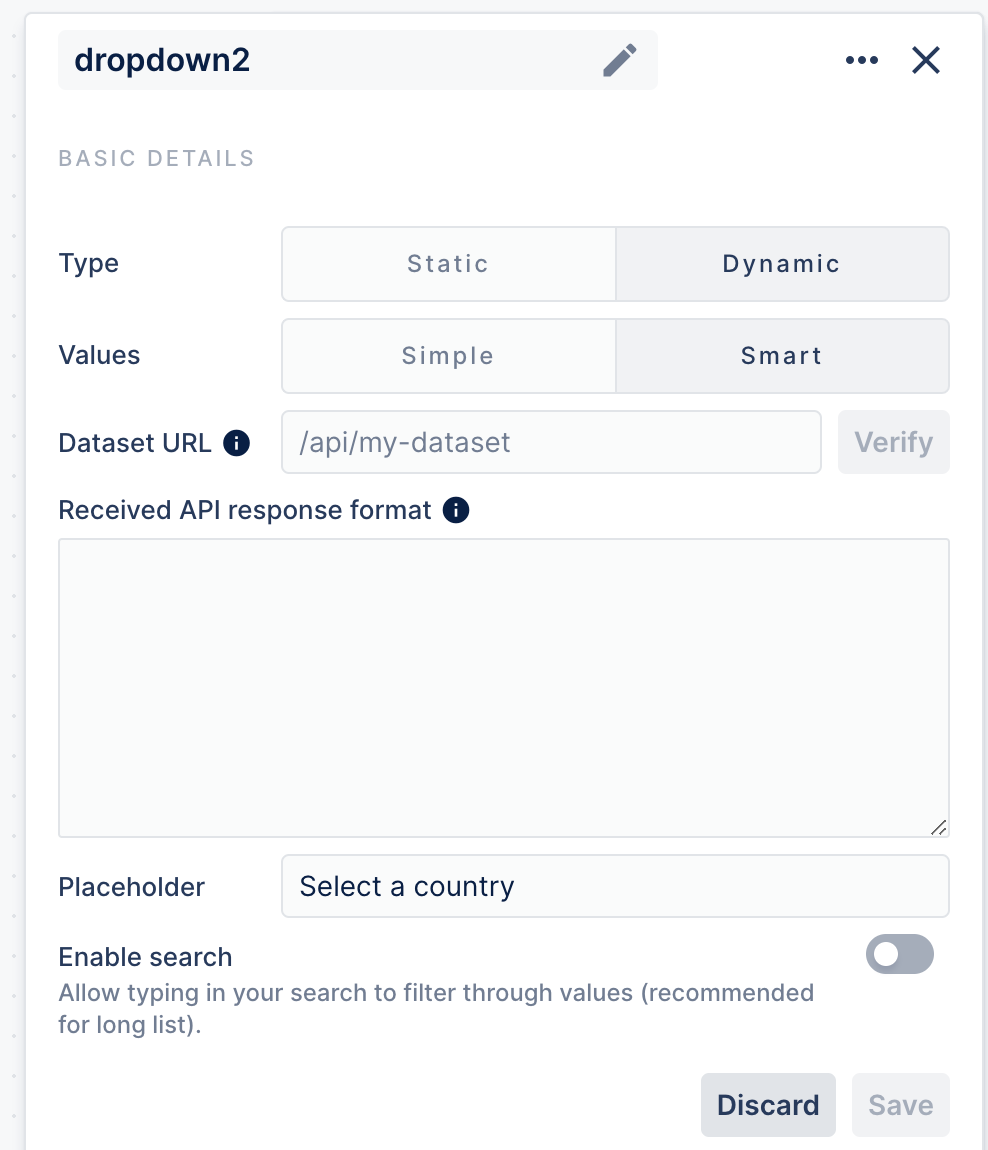 dropdown2
BASIC DETAILS
Type
Static
Dynamic
Values
Simple
Smart
Dataset URL
/api/my-dataset
Verify
Received API response format
Placeholder
Select a country
Enable search
Allow typing in your search to filter through values (recommended
for long list).
Discard
Save